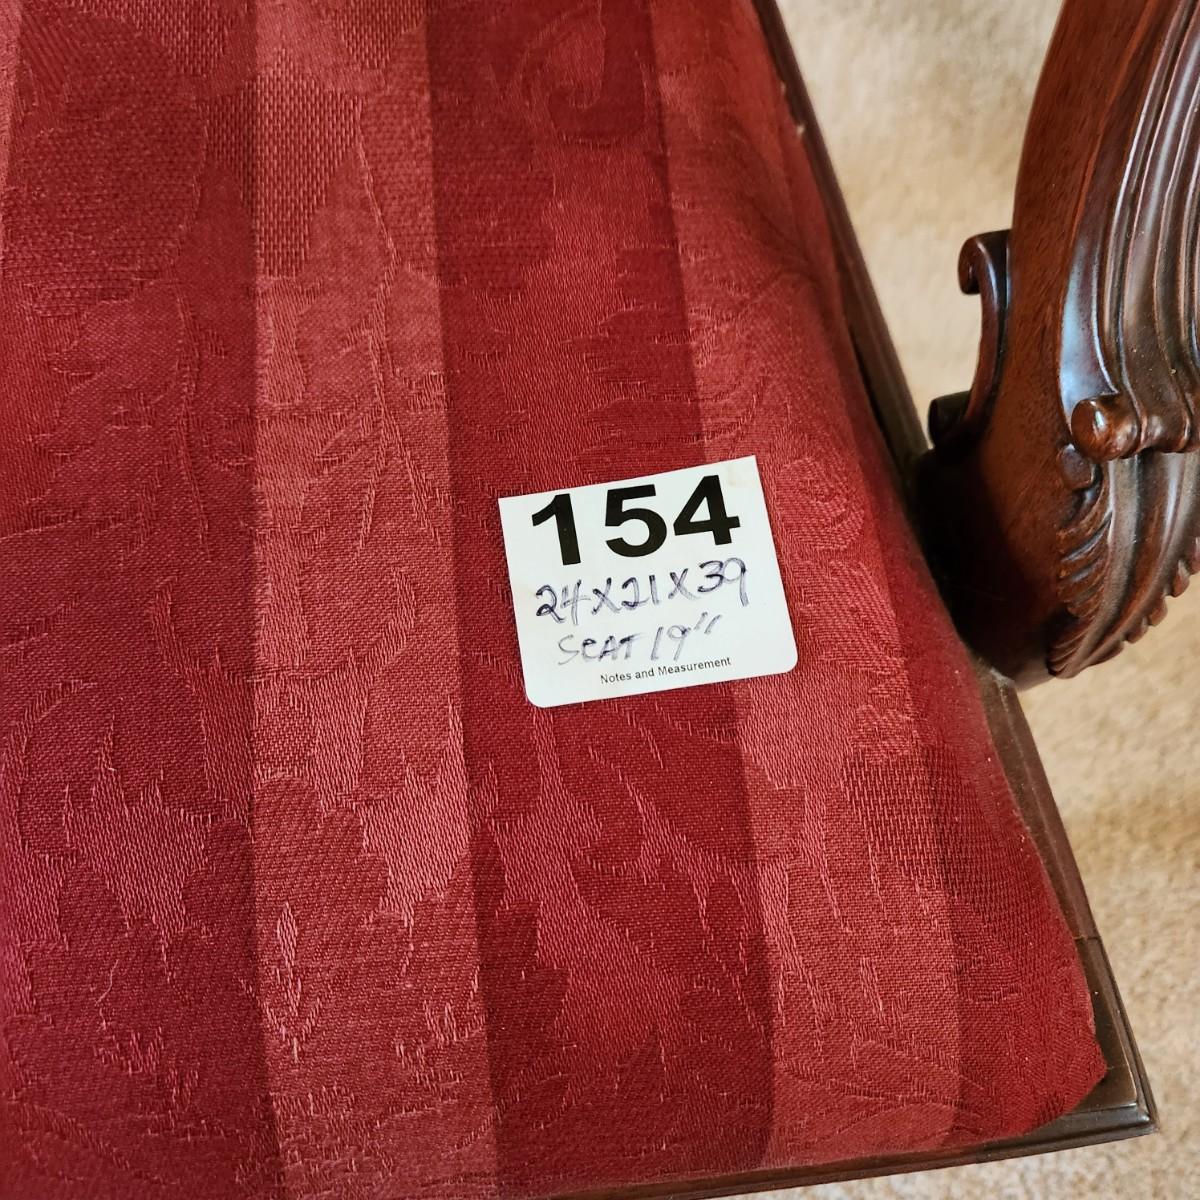 154
24X21X39
SEAT 19"
Notes and Measurement